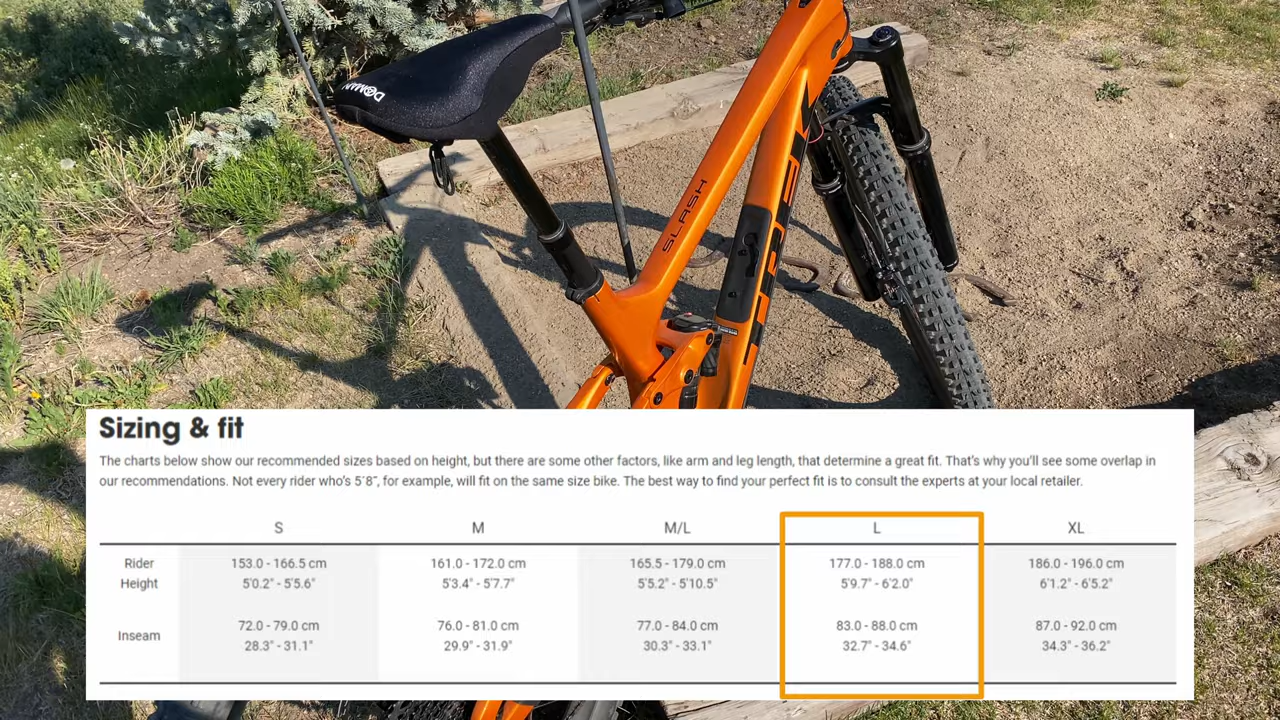 DOMAIN
SLASH
TREK
Sizing & fit
The charts below show our recommended sizes based on height, but there are some other factors, like arm and leg length, that determine a great fit. That's why you'll see some overlap in
our recommendations. Not every rider who's 5´8˝, for example, will fit on the same size bike. The best way to find your perfect fit is to consult the experts at your local retailer.
S M M/L L XL
Rider 153.0 - 166.5 cm 161.0 - 172.0 cm 165.5 - 179.0 cm 177.0 - 188.0 cm 186.0 - 196.0 cm
Height 5'0.2" - 5'5.6" 5'3.4" - 5'7.7" 5'5.2" - 5'10.5" 5'9.7" - 6'2.0" 6'1.2" - 6'5.2"
72.0 - 79.0 cm 76.0 - 81.0 cm 77.0 - 84.0 cm 83.0 - 88.0 cm 87.0 - 92.0 cm
Inseam
28.3" - 31.1" 29.9" - 31.9" 30.3" - 33.1" 32.7" - 34.6" 34.3" - 36.2"